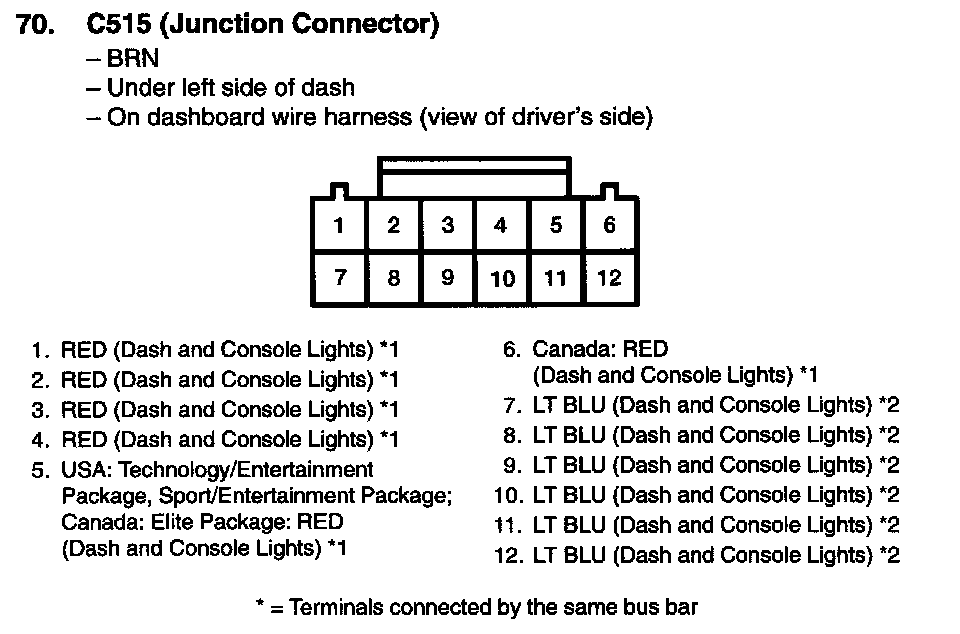 70. C515 (Junction Connector)
– BRN
– Under left side of dash
– On dashboard wire harness (view of driver's side)
1 2 3 4 5 6
7 8 9 10 11 12
1. RED (Dash and Console Lights) *1
2. RED (Dash and Console Lights) *1
3. RED (Dash and Console Lights) *1
4. RED (Dash and Console Lights) *1
5. USA: Technology/Entertainment
Package, Sport/Entertainment Package;
Canada: Elite Package: RED
(Dash and Console Lights) *1
6. Canada: RED
(Dash and Console Lights) *1
7. LT BLU (Dash and Console Lights) *2
8. LT BLU (Dash and Console Lights) *2
9. LT BLU (Dash and Console Lights) *2
10. LT BLU (Dash and Console Lights) *2
11. LT BLU (Dash and Console Lights) *2
12. LT BLU (Dash and Console Lights) *2
* = Terminals connected by the same bus bar